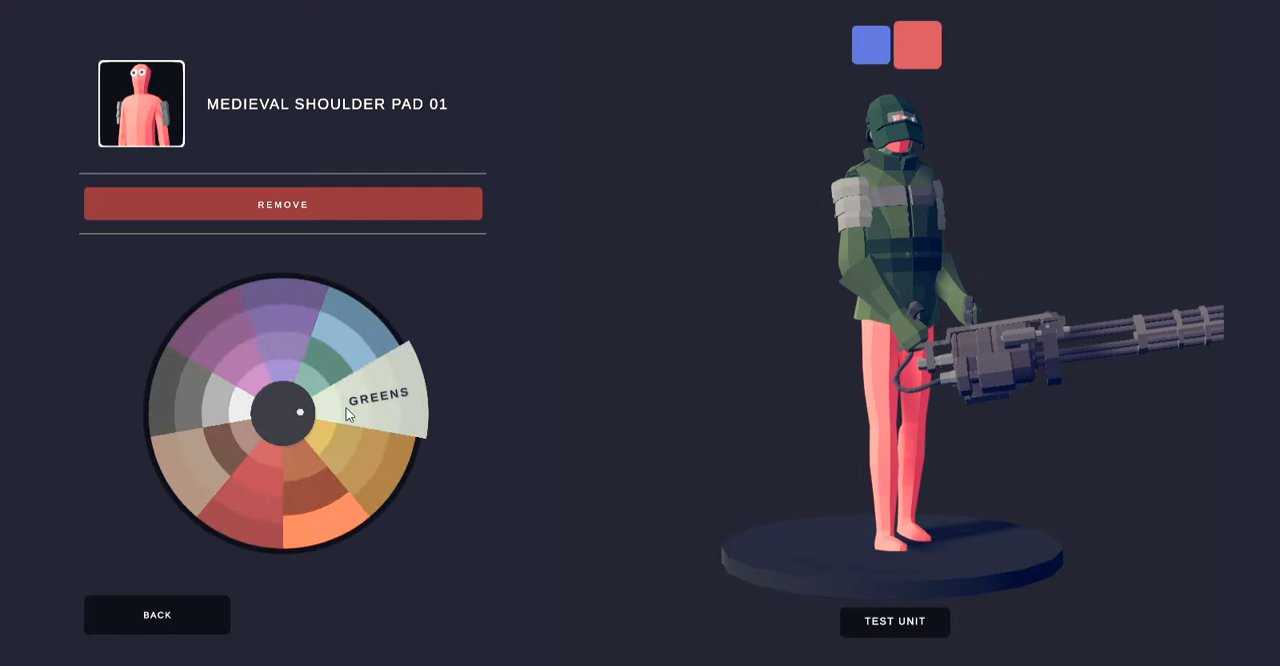 MEDIEVAL SHOULDER PAD 01
REMOVE
GREENS
BACK
TEST UNIT